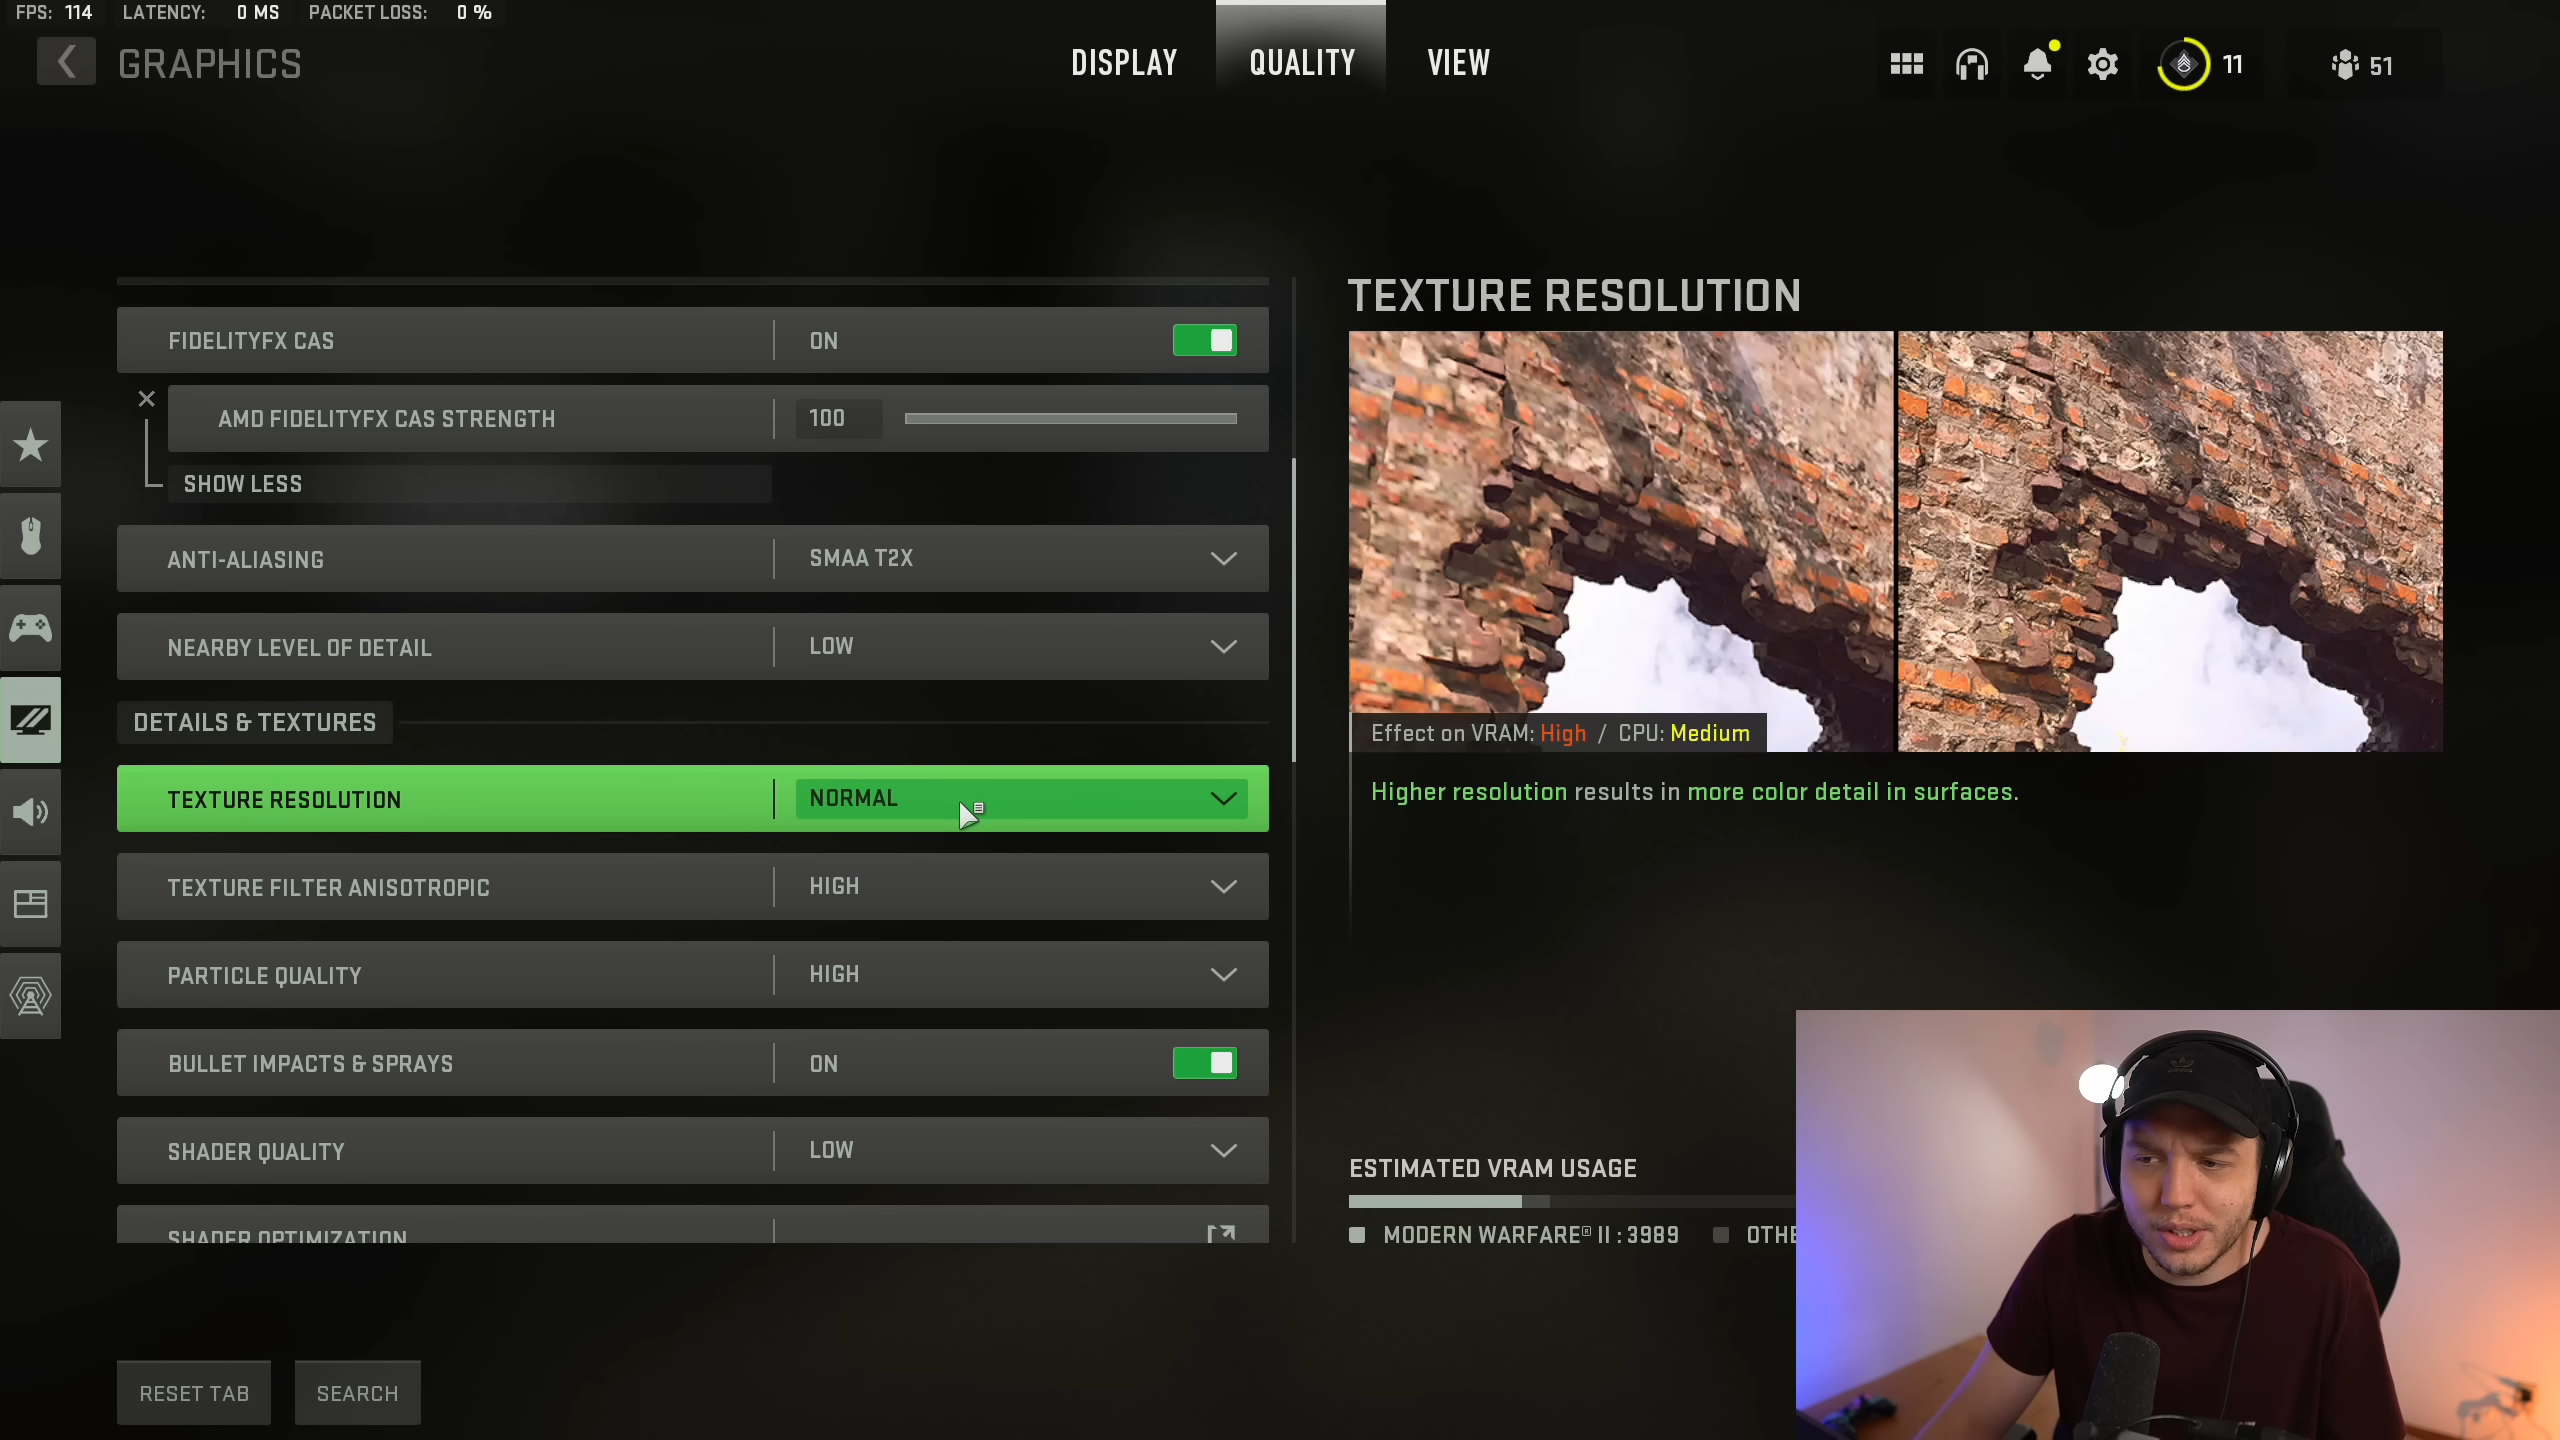 FPS: 114 LATENCY: 0 MS PACKET LOSS: 0 %
GRAPHICS
DISPLAY QUALITY VIEW
11
51
FIDELITYFX CAS ON
AMD FIDELITYFX CAS STRENGTH 100
SHOW LESS
ANTI-ALIASING SMAA T2X
NEARBY LEVEL OF DETAIL LOW
DETAILS & TEXTURES
TEXTURE RESOLUTION NORMAL
TEXTURE FILTER ANISOTROPIC HIGH
PARTICLE QUALITY HIGH
BULLET IMPACTS & SPRAYS ON
SHADER QUALITY LOW
SHADER OPTIMIZATION
RESET TAB SEARCH
TEXTURE RESOLUTION
Effect on VRAM: High / CPU: Medium
Higher resolution results in more color detail in surfaces.
ESTIMATED VRAM USAGE
MODERN WARFARE® II : 3989 OTHE